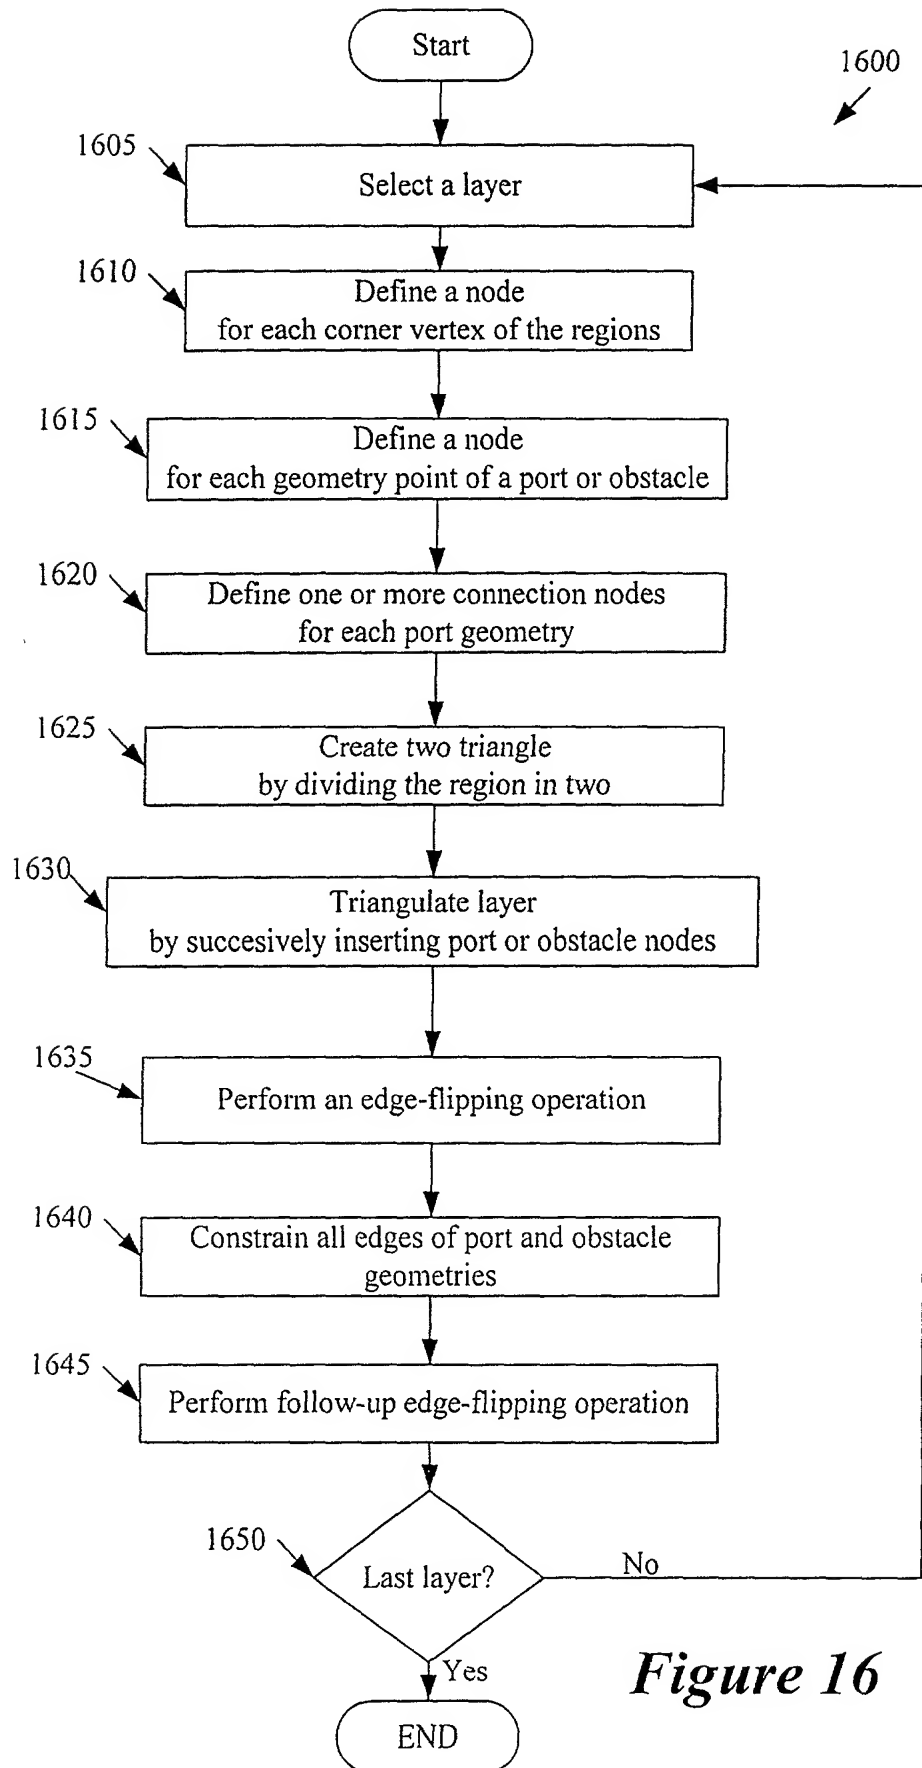 Start
1600
1605
Select a layer
1610
Define a node
for each corner vertex of the regions
1615
Define a node
for each geometry point of a port or obstacle
1620
Define one or more connection nodes
for each port geometry
1625
Create two triangle
by dividing the region in two
1630
Triangulate layer
by succesively inserting port or obstacle nodes
1635
Perform an edge-flipping operation
1640
Constrain all edges of port and obstacle
geometries
1645
Perform follow-up edge-flipping operation
1650
Last layer?
No
Yes
Figure 16
END